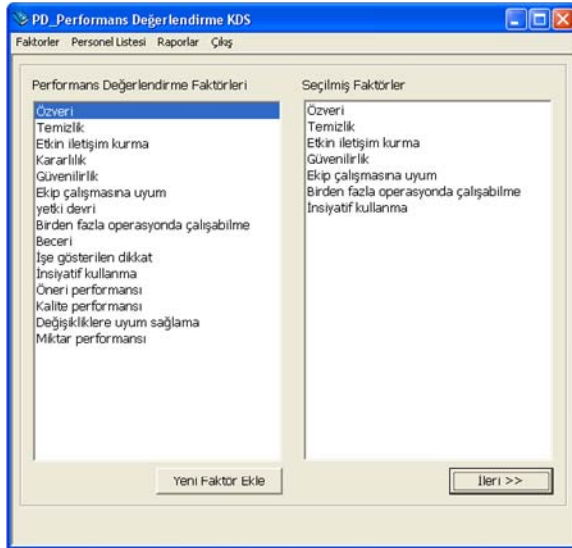 PD_Performans Değerlendirme KDS
Faktorler Personel Listesi Raporlar Çıkış
Performans Değerlendirme Faktörleri
Özveri
Temizlik
Etkin iletişim kurma
Kararlılık
Güvenilirlik
Ekip çalışmasına uyum
yetki devri
Birden fazla operasyonda çalışabilme
Beceri
İşe gösterilen dikkat
İnsiyatif kullanma
Öneri performansı
Kalite performansı
Değişikliklere uyum sağlama
Miktar performansı
Yeni Faktör Ekle
Seçilmiş Faktörler
Özveri
Temizlik
Etkin iletişim kurma
Güvenilirlik
Ekip çalışmasına uyum
Birden fazla operasyonda çalışabilme
İnsiyatif kullanma
İleri >>